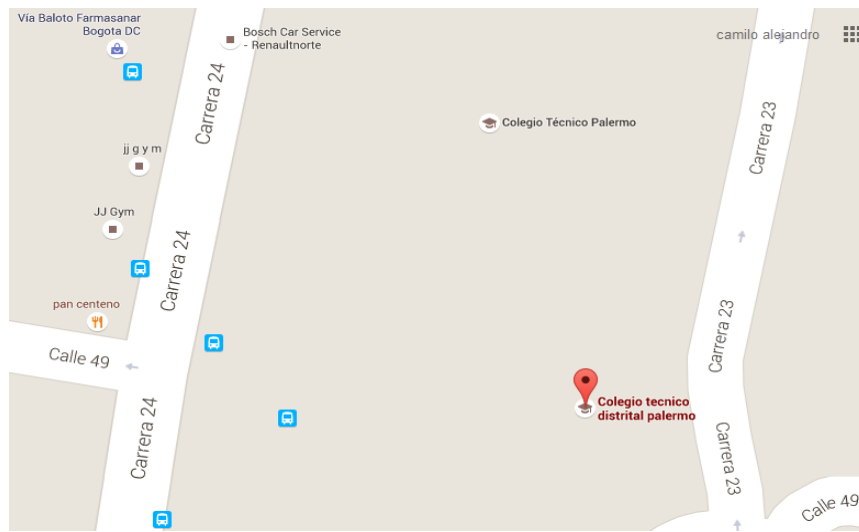 Vía Baloto Farmasanar
Bogota DC
Bosch Car Service
- Renaultnorte
camilo alejandro
Carrera 24
Carrera 23
Colegio Técnico Palermo
jj g y m
JJ Gym
Carrera 24
pan centeno
Carrera 23
Calle 49
Colegio tecnico
distrital palermo
Carrera 24
Carrera 23
Calle 49